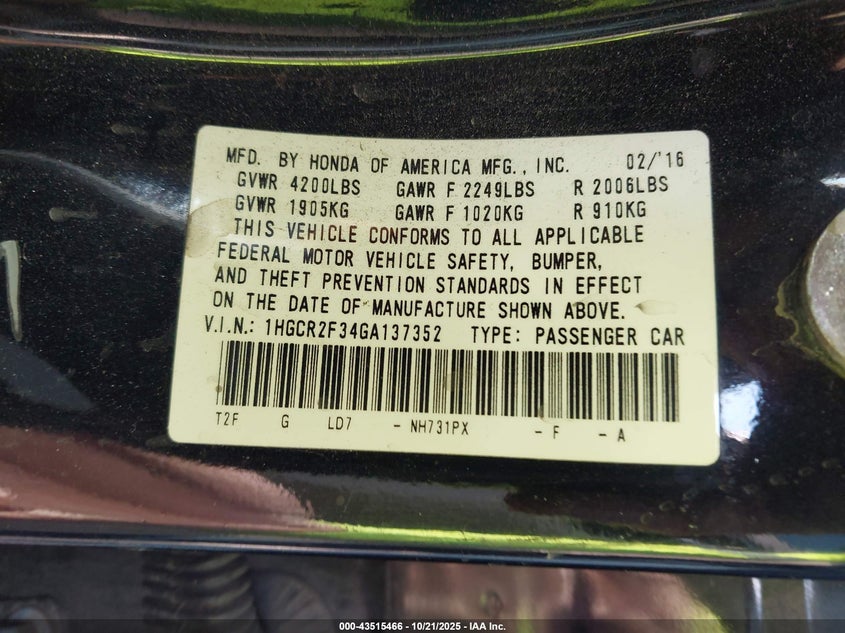 MFD. BY HONDA OF AMERICA MFG., INC. 02/'16
GVWR 4200LBS GAWR F 2249LBS R 2006LBS
GVWR 1905KG GAWR F 1020KG R 910KG
THIS VEHICLE CONFORMS TO ALL APPLICABLE
FEDERAL MOTOR VEHICLE SAFETY, BUMPER,
AND THEFT PREVENTION STANDARDS IN EFFECT
ON THE DATE OF MANUFACTURE SHOWN ABOVE.
V.I.N.: 1HGCR2F34GA137352 TYPE: PASSENGER CAR
T2F G LD7 - NH731PX - F - A
000-43515466 - 10/21/2025 - IAA Inc.